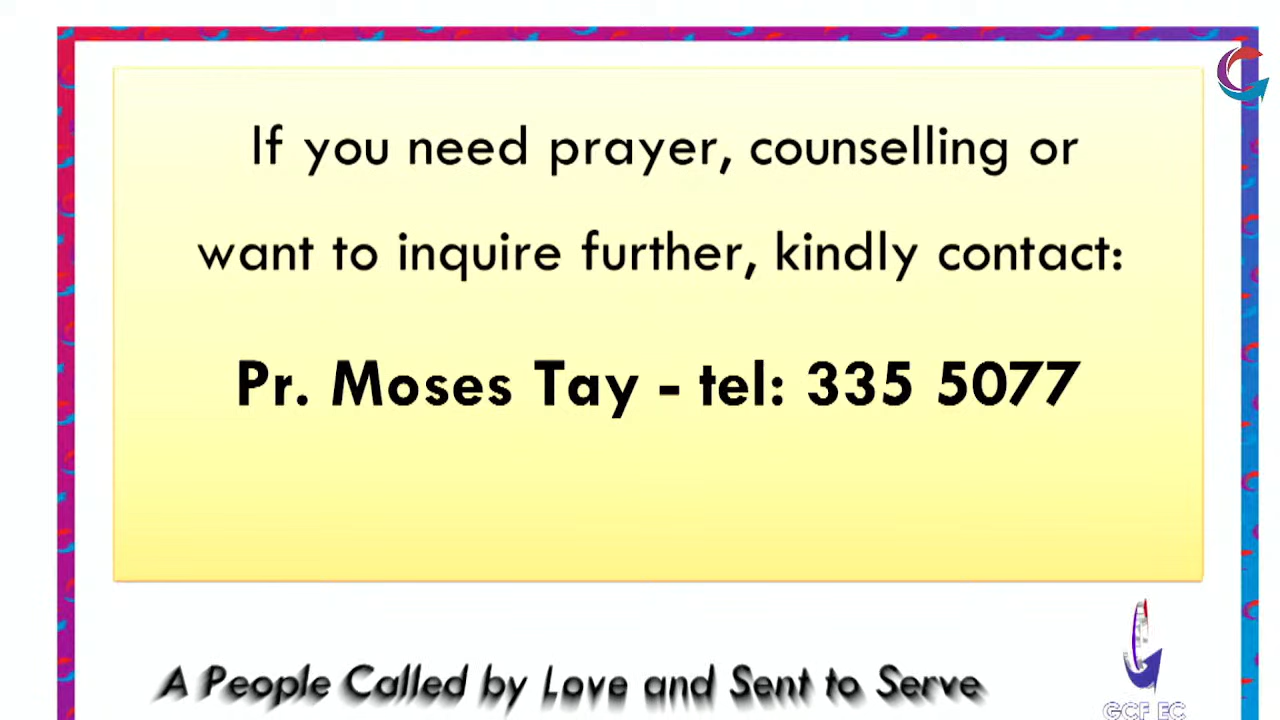 If you need prayer, counselling or
want to inquire further, kindly contact:
Pr. Moses Tay - tel: 335 5077
A People Called by Love and Sent to Serve
GCF EC